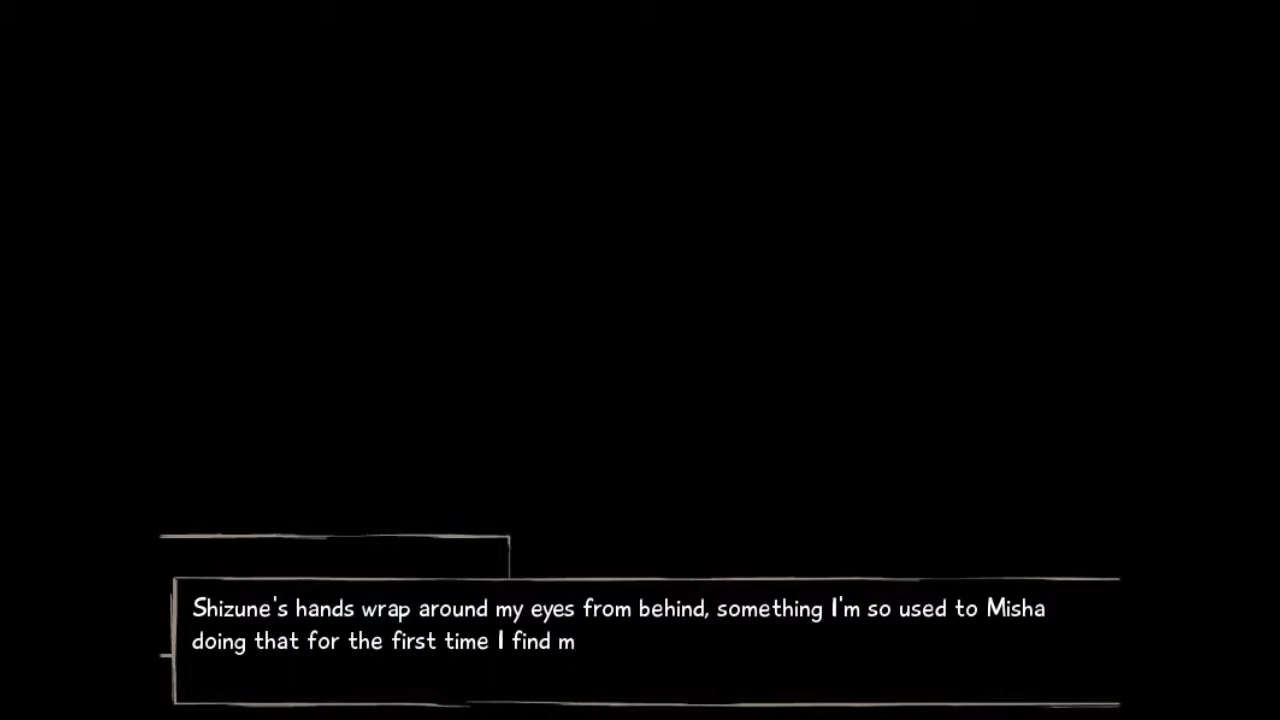 Shizune's hands wrap around my eyes from behind, something I'm so used to Misha
doing that for the first time I find m